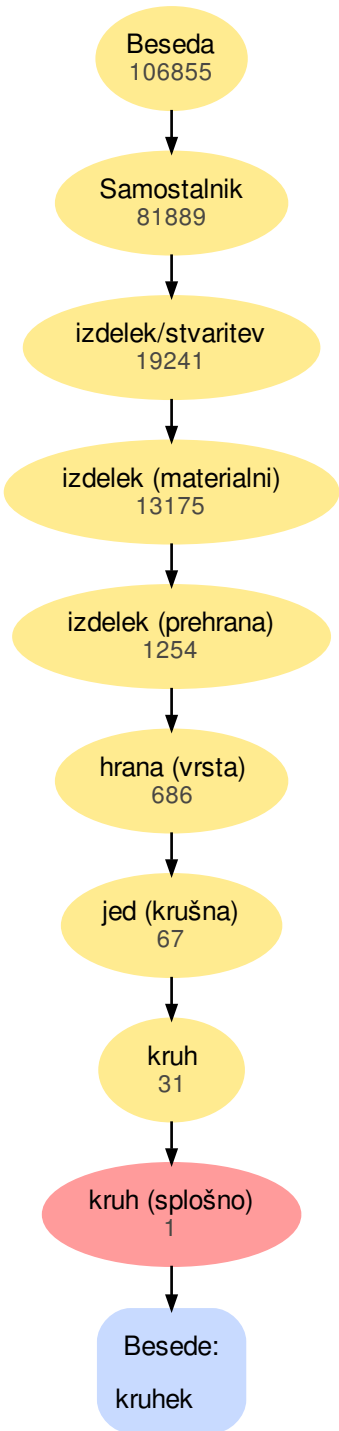 Beseda
106855
Samostalnik
81889
izdelek/stvaritev
19241
izdelek (materialni)
13175
izdelek (prehrana)
1254
hrana (vrsta)
686
jed (krušna)
67
kruh
31
kruh (splošno)
1
Besede:
kruhek